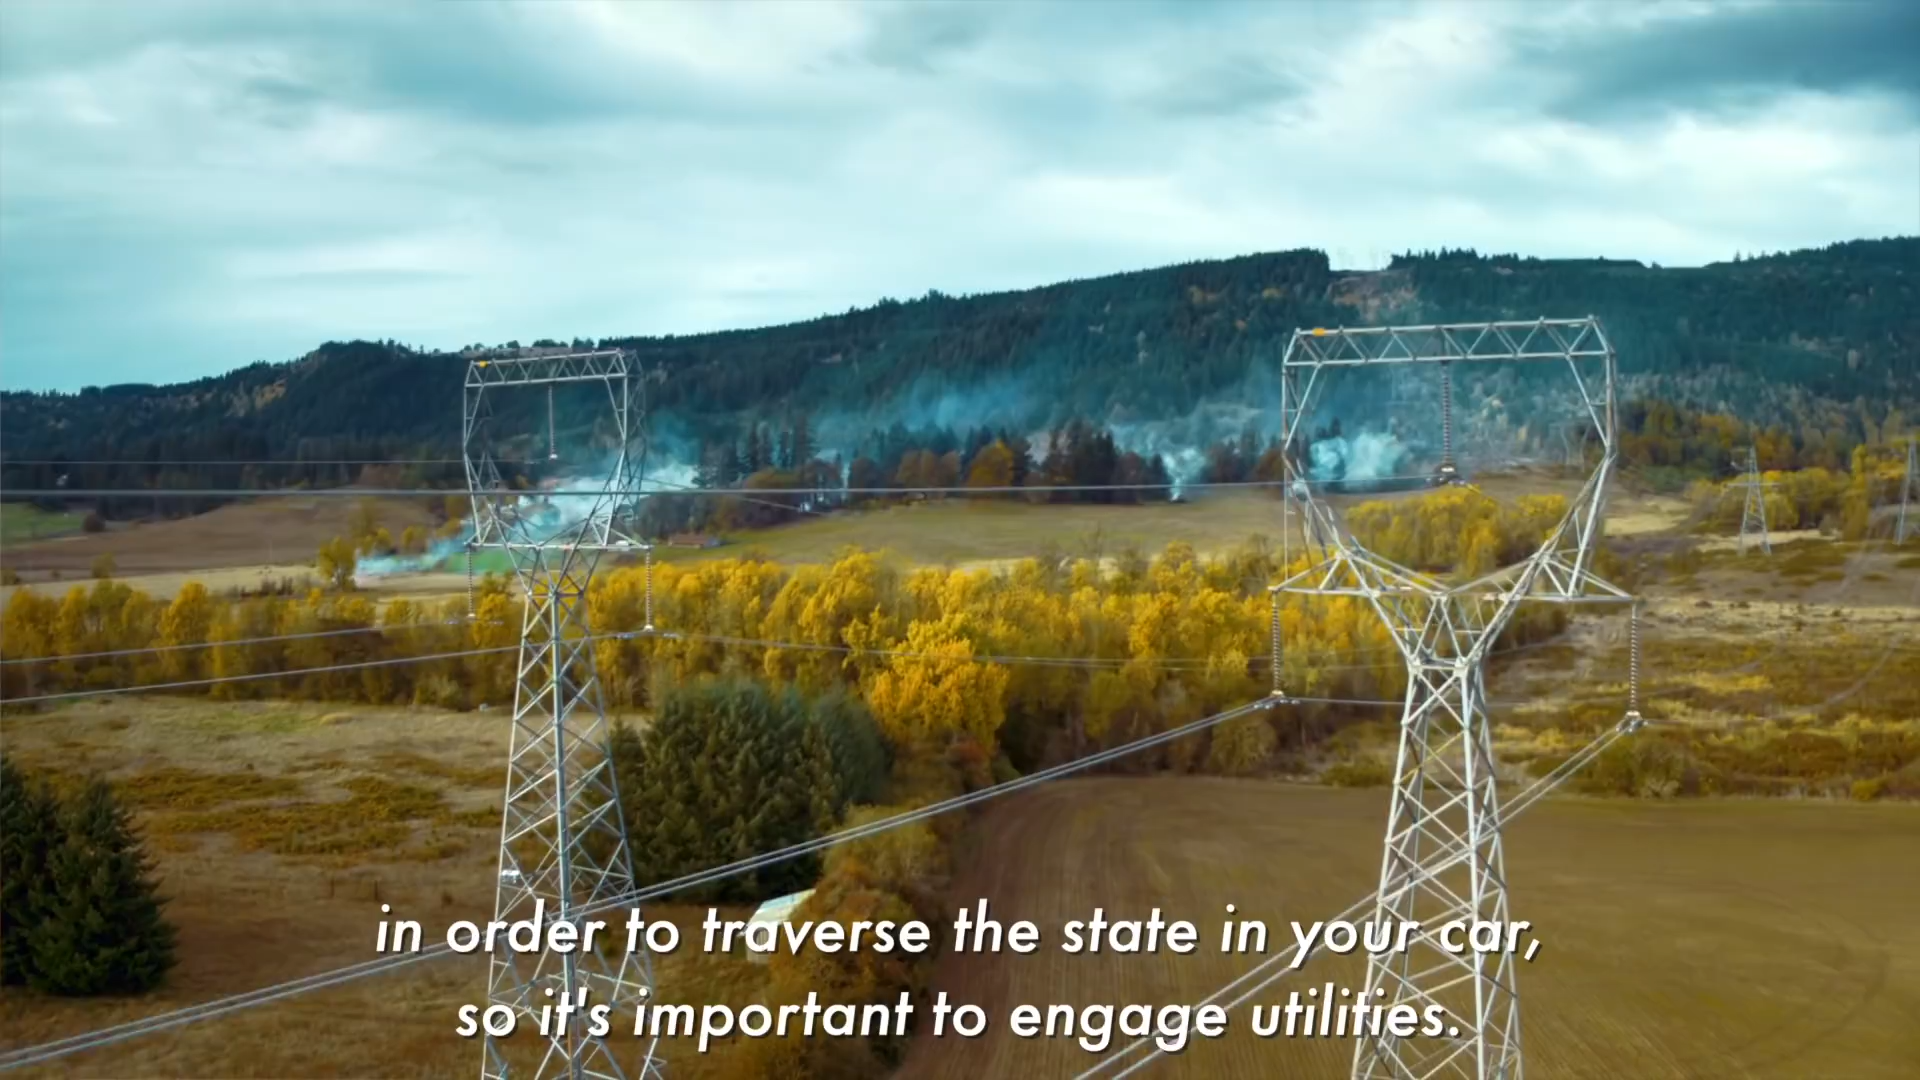 in order to traverse the state in your car,
so it's important to engage utilities.